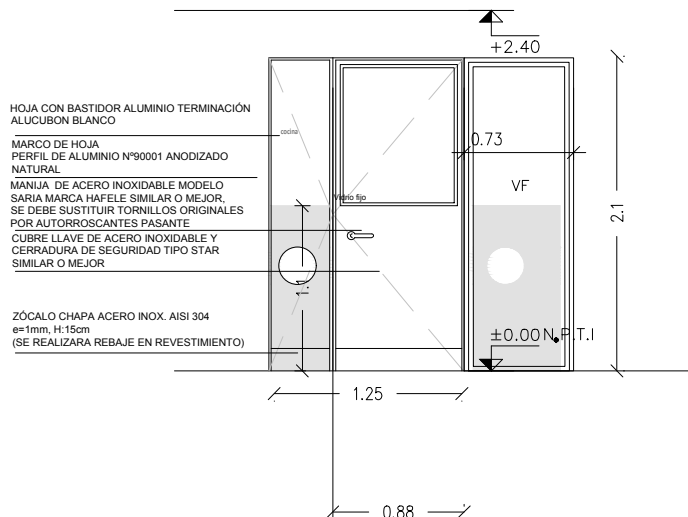 +2.40
HOJA CON BASTIDOR ALUMINIO TERMINACIÓN
ALUCUBON BLANCO
cocina
MARCO DE HOJA
PERFIL DE ALUMINIO Nº90001 ANODIZADO
NATURAL
0.73
MANIJA DE ACERO INOXIDABLE MODELO
SARIA MARCA HAFELE SIMILAR O MEJOR,
SE DEBE SUSTITUIR TORNILLOS ORIGINALES
POR AUTORROSCANTES PASANTE
Vidrio fijo
VF
2.1
CUBRE LLAVE DE ACERO INOXIDABLE Y
CERRADURA DE SEGURIDAD TIPO STAR
SIMILAR O MEJOR
ZÓCALO CHAPA ACERO INOX. AISI 304
e=1mm, H:15cm
(SE REALIZARA REBAJE EN REVESTIMIENTO)
±0.00 N.P.T.I
1.25
0.88